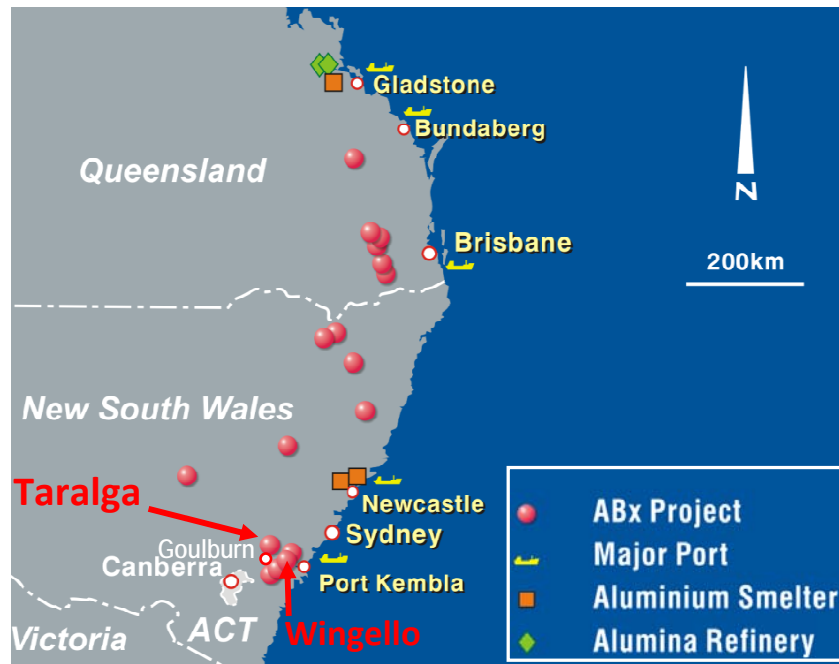 Gladstone
Bundaberg
Queensland
N
Brisbane
200km
New South Wales
Taralga
Newcastle
Goulburn
Sydney
Canberra
Port Kembla
Wingello
ACT
Victoria
ABx Project
Major Port
Aluminium Smelter
Alumina Refinery